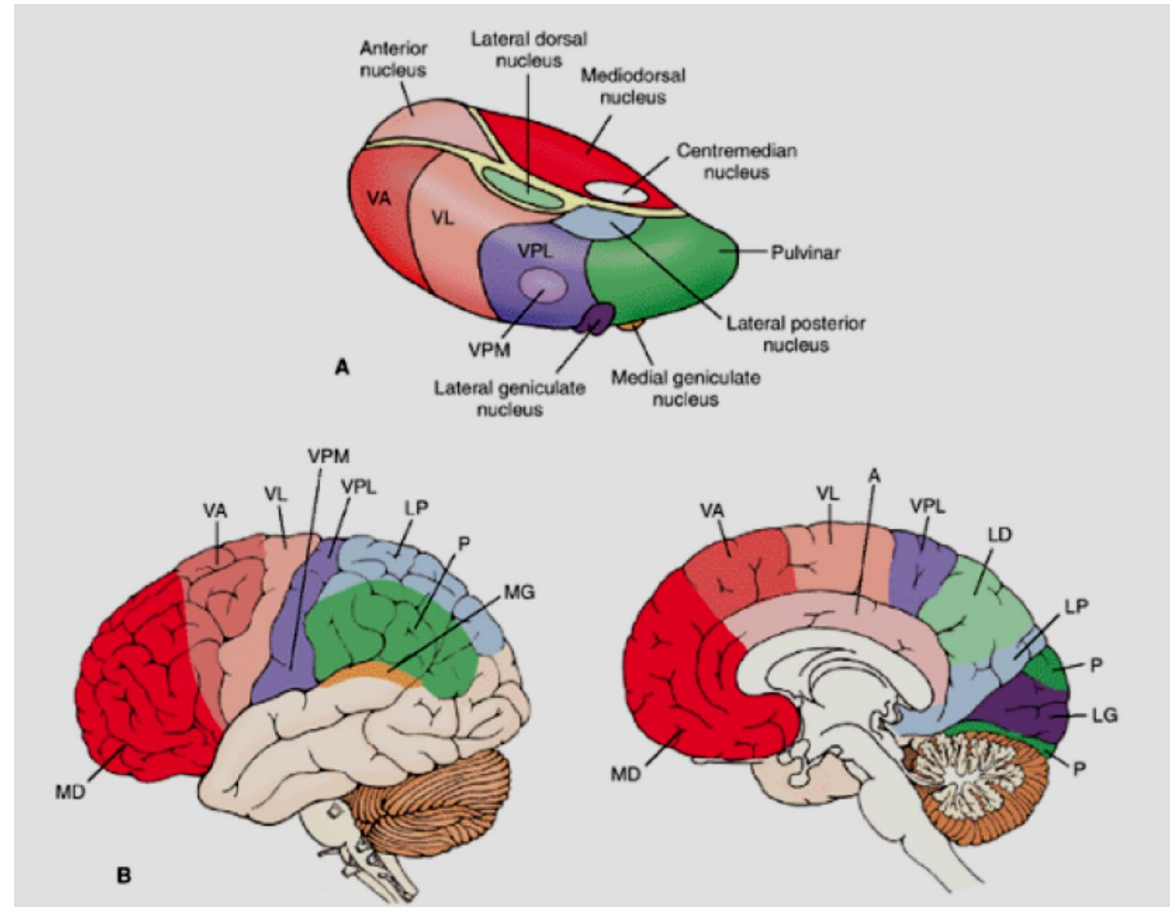 Anterior
nucleus
Lateral dorsal
nucleus
Mediodorsal
nucleus
Centremedian
nucleus
VA
VL
VPL
Pulvinar
Lateral posterior
nucleus
VPM
Lateral geniculate
nucleus
Medial geniculate
nucleus
A
VPM
VA
VL
VPL
LP
P
MG
MD
B
VA
VL
A
VPL
LD
LP
P
LG
P
MD